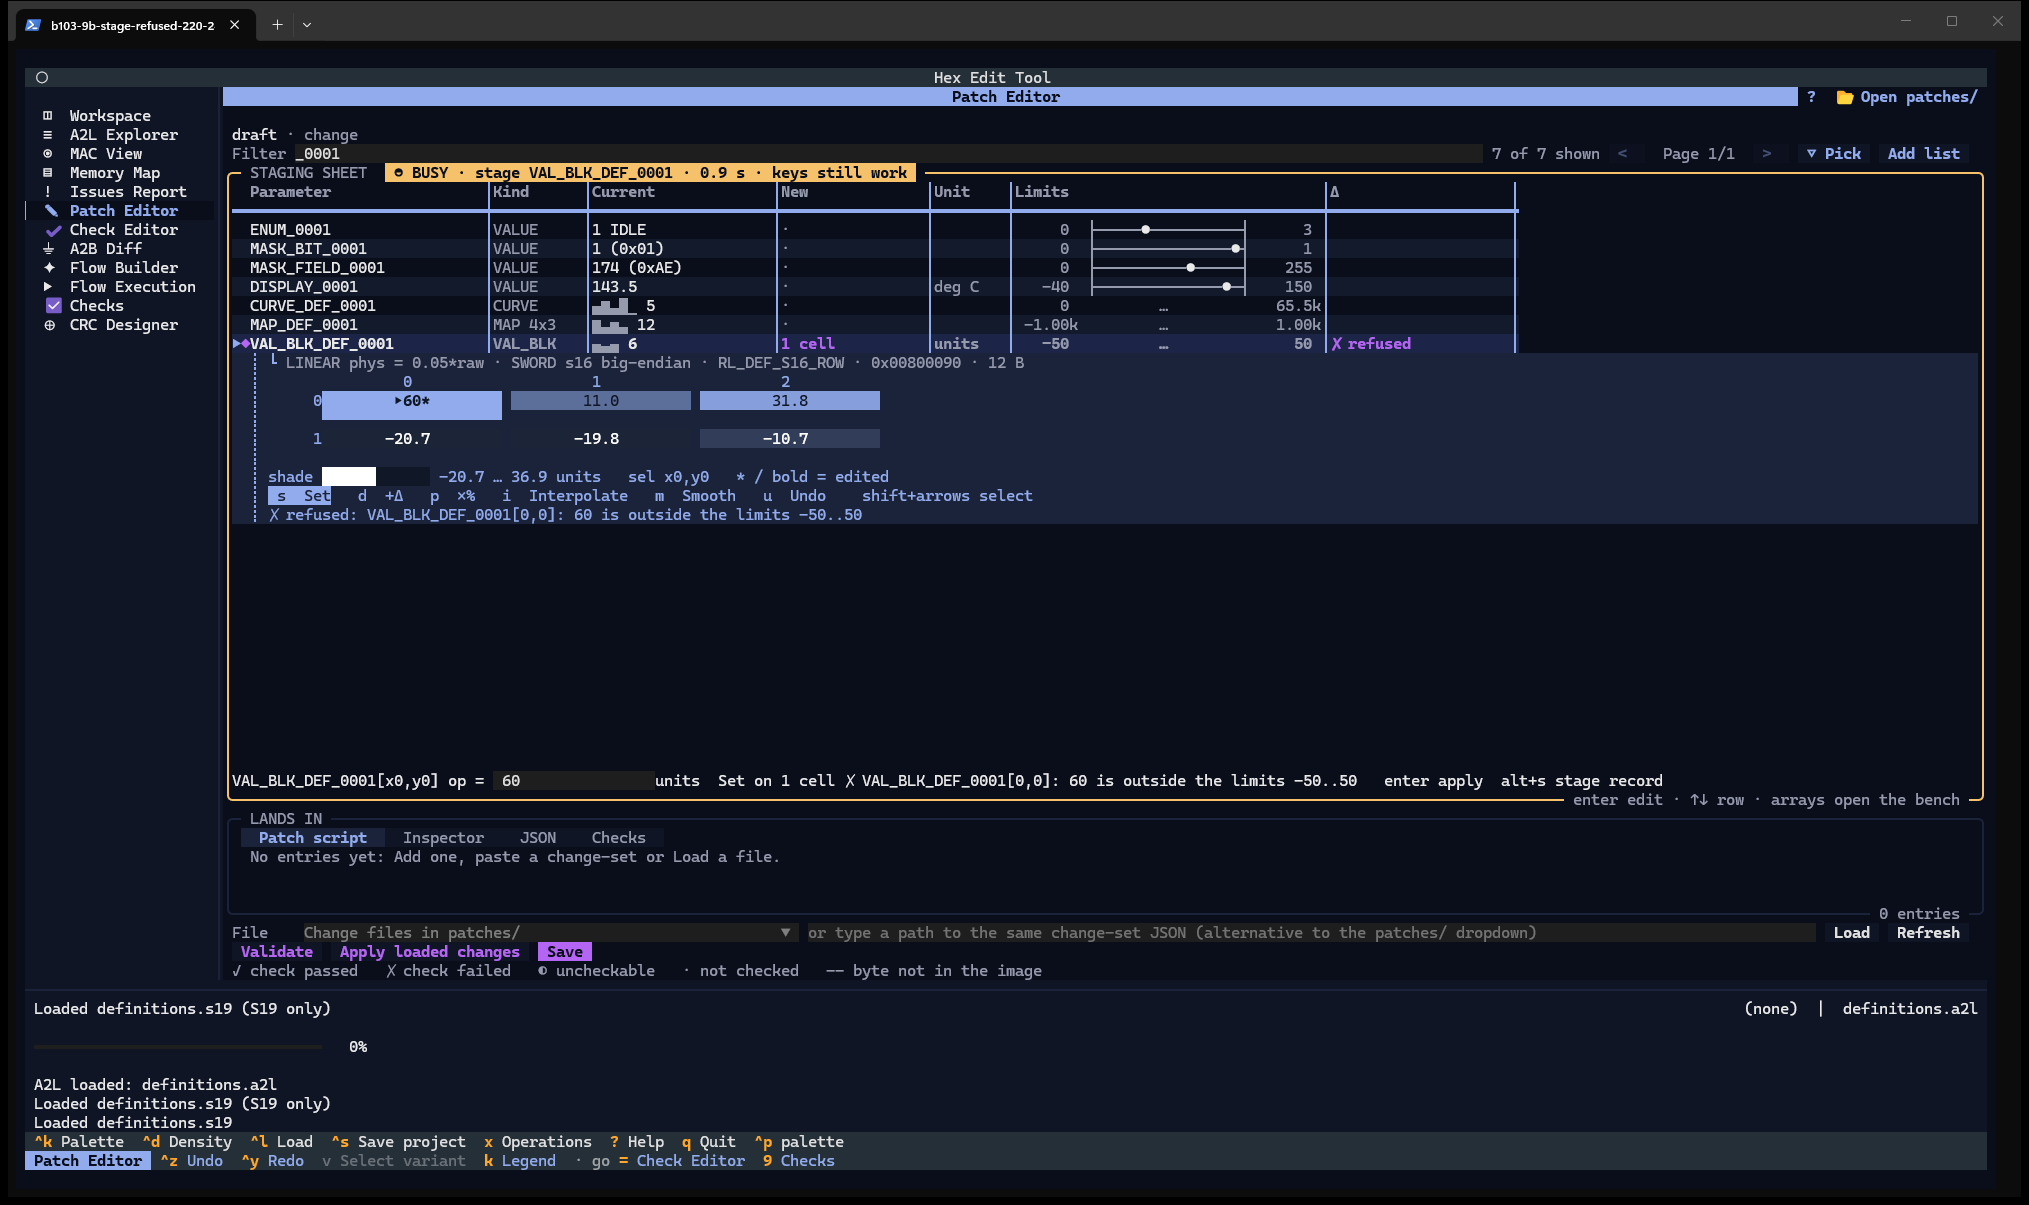 b103-9b-stage-refused-220-2
Hex Edit Tool
Patch Editor ? Open patches/
Workspace
A2L Explorer
MAC View
Memory Map
Issues Report
Patch Editor
Check Editor
A2B Diff
Flow Builder
Flow Execution
Checks
CRC Designer
draft · change
Filter _0001 7 of 7 shown < Page 1/1 > ▽ Pick Add list
STAGING SHEET BUSY · stage VAL_BLK_DEF_0001 · 0.9 s · keys still work
Parameter Kind Current New Unit Limits Δ
ENUM_0001 VALUE 1 IDLE · 0 3
MASK_BIT_0001 VALUE 1 (0x01) · 0 1
MASK_FIELD_0001 VALUE 174 (0xAE) · 0 255
DISPLAY_0001 VALUE 143.5 · deg C −40 150
CURVE_DEF_0001 CURVE 5 · 0 … 65.5k
MAP_DEF_0001 MAP 4x3 12 · −1.00k … 1.00k
▶◆VAL_BLK_DEF_0001 VAL_BLK 6 1 cell units −50 … 50 ✗ refused
└ LINEAR phys = 0.05*raw · SWORD s16 big-endian · RL_DEF_S16_ROW · 0x00800090 · 12 B
0 1 2
0 ▸60* 11.0 31.8
1 −20.7 −19.8 −10.7
shade −20.7 … 36.9 units sel x0,y0 * / bold = edited
s Set d +Δ p ×% i Interpolate m Smooth u Undo shift+arrows select
✗ refused: VAL_BLK_DEF_0001[0,0]: 60 is outside the limits −50..50
VAL_BLK_DEF_0001[x0,y0] op = 60 units Set on 1 cell ✗ VAL_BLK_DEF_0001[0,0]: 60 is outside the limits −50..50 enter apply alt+s stage record
enter edit · ↑↓ row · arrays open the bench
LANDS IN
Patch script Inspector JSON Checks
No entries yet: Add one, paste a change-set or Load a file.
0 entries
File Change files in patches/ ▼ or type a path to the same change-set JSON (alternative to the patches/ dropdown) Load Refresh
Validate Apply loaded changes Save
✓ check passed ✗ check failed ◐ uncheckable · not checked −− byte not in the image
Loaded definitions.s19 (S19 only) (none) | definitions.a2l
0%
A2L loaded: definitions.a2l
Loaded definitions.s19 (S19 only)
Loaded definitions.s19
^k Palette ^d Density ^l Load ^s Save project x Operations ? Help q Quit ^p palette
Patch Editor ^z Undo ^y Redo v Select variant k Legend · go = Check Editor 9 Checks